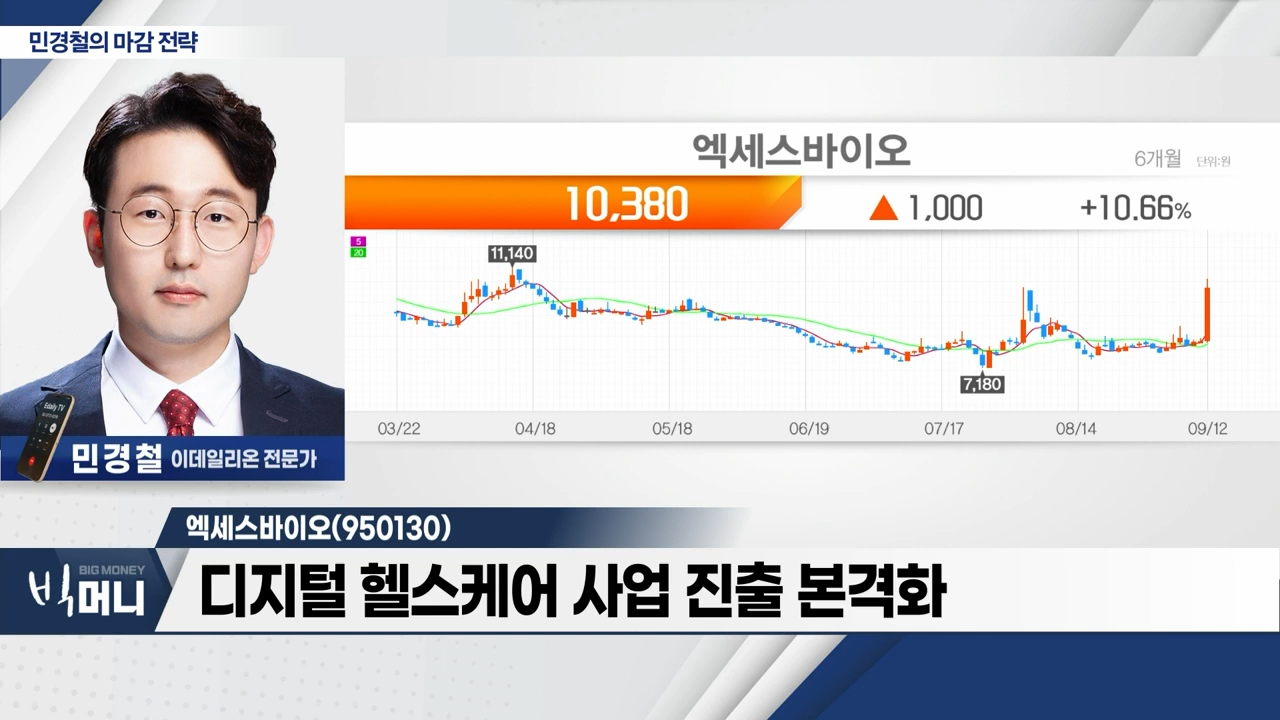 민경철의 마감 전략
엑세스바이오
6개월 단위:원
10,380 ▲ 1,000 +10.66%
5
20
11,140
7,180
03/22 04/18 05/18 06/19 07/17 08/14 09/12
Edaily TV
민경철 이데일리온 전문가
엑세스바이오(950130)
BIG MONEY
빅머니
디지털 헬스케어 사업 진출 본격화